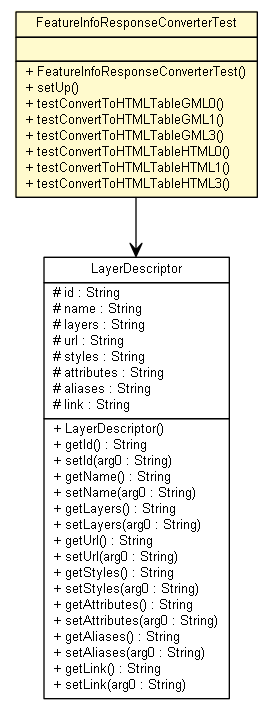 FeatureInfoResponseConverterTest
+ FeatureInfoResponseConverterTest()
+ setUp()
+ testConvertToHTMLTableGML0()
+ testConvertToHTMLTableGML1()
+ testConvertToHTMLTableGML3()
+ testConvertToHTMLTableHTML0()
+ testConvertToHTMLTableHTML1()
+ testConvertToHTMLTableHTML3()
LayerDescriptor
# id : String
# name : String
# layers : String
# url : String
# styles : String
# attributes : String
# aliases : String
# link : String
+ LayerDescriptor()
+ getId() : String
+ setId(arg0 : String)
+ getName() : String
+ setName(arg0 : String)
+ getLayers() : String
+ setLayers(arg0 : String)
+ getUrl() : String
+ setUrl(arg0 : String)
+ getStyles() : String
+ setStyles(arg0 : String)
+ getAttributes() : String
+ setAttributes(arg0 : String)
+ getAliases() : String
+ setAliases(arg0 : String)
+ getLink() : String
+ setLink(arg0 : String)